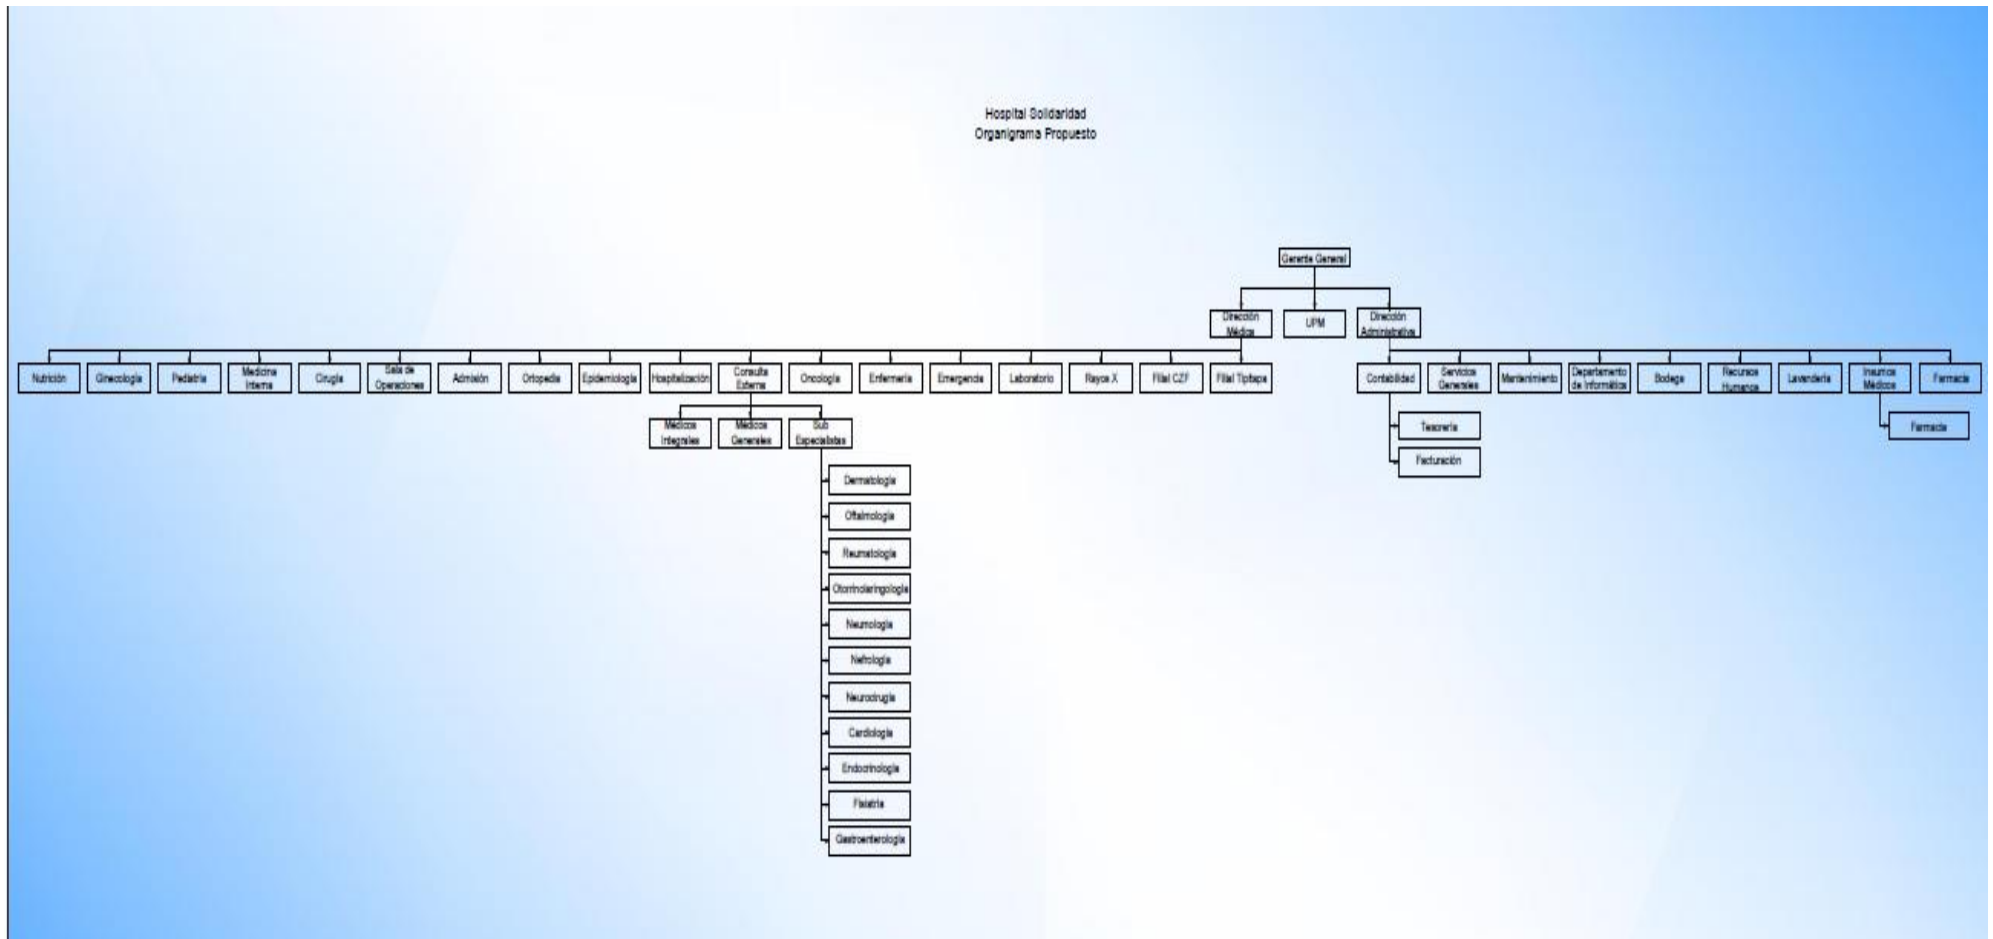 Hospital Solidaridad
Organigrama Propuesto
Gerente General
Dirección
Médica
UPM
Dirección
Administrativa
Nutrición
Ginecología
Pediatría
Medicina
Interna
Cirugía
Sala de
Operaciones
Admisión
Ortopedia
Epidemiología
Hospitalización
Consulta
Externa
Oncología
Enfermería
Emergencia
Laboratorio
Rayos X
Filial CZF
Filial Tipitapa
Contabilidad
Servicios
Generales
Mantenimiento
Departamento
de Informática
Bodega
Recursos
Humanos
Lavandería
Insumos
Médicos
Farmacia
Médicos
Integrales
Médicos
Generales
Sub
Especialistas
Tesorería
Farmacia
Facturación
Dermatología
Oftalmología
Reumatología
Otorrinolaringología
Neumología
Nefrología
Neurocirugía
Cardiología
Endocrinología
Fisiatría
Gastroenterología